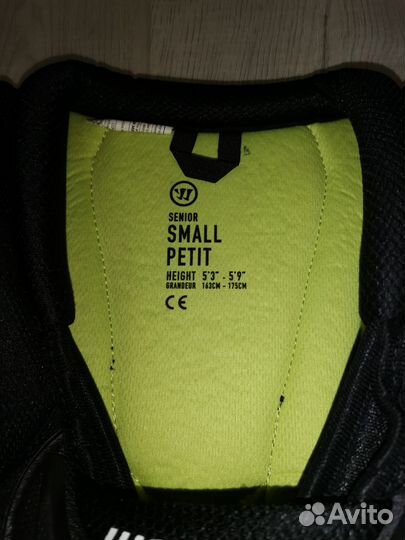 SENIOR
SMALL
PETIT
HEIGHT 5'3" - 5'9"
GRANDEUR 163CM - 175CM
CE
Avito